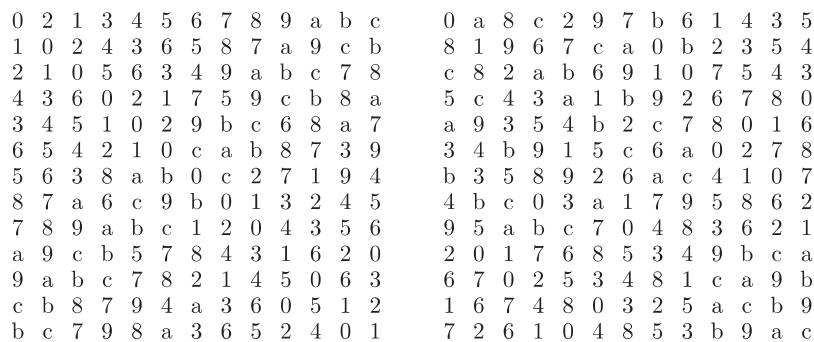 0 2 1 3 4 5 6 7 8 9 a b c 0 a 8 c 2 9 7 b 6 1 4 3 5
1 0 2 4 3 6 5 8 7 a 9 c b 8 1 9 6 7 c a 0 b 2 3 5 4
2 1 0 5 6 3 4 9 a b c 7 8 c 8 2 a b 6 9 1 0 7 5 4 3
4 3 6 0 2 1 7 5 9 c b 8 a 5 c 4 3 a 1 b 9 2 6 7 8 0
3 4 5 1 0 2 9 b c 6 8 a 7 a 9 3 5 4 b 2 c 7 8 0 1 6
6 5 4 2 1 0 c a b 8 7 3 9 3 4 b 9 1 5 c 6 a 0 2 7 8
5 6 3 8 a b 0 c 2 7 1 9 4 b 3 5 8 9 2 6 a c 4 1 0 7
8 7 a 6 c 9 b 0 1 3 2 4 5 4 b c 0 3 a 1 7 9 5 8 6 2
7 8 9 a b c 1 2 0 4 3 5 6 9 5 a b c 7 0 4 8 3 6 2 1
a 9 c b 5 7 8 4 3 1 6 2 0 2 0 1 7 6 8 5 3 4 9 b c a
9 a b c 7 8 2 1 4 5 0 6 3 6 7 0 2 5 3 4 8 1 c a 9 b
c b 8 7 9 4 a 3 6 0 5 1 2 1 6 7 4 8 0 3 2 5 a c b 9
b c 7 9 8 a 3 6 5 2 4 0 1 7 2 6 1 0 4 8 5 3 b 9 a c